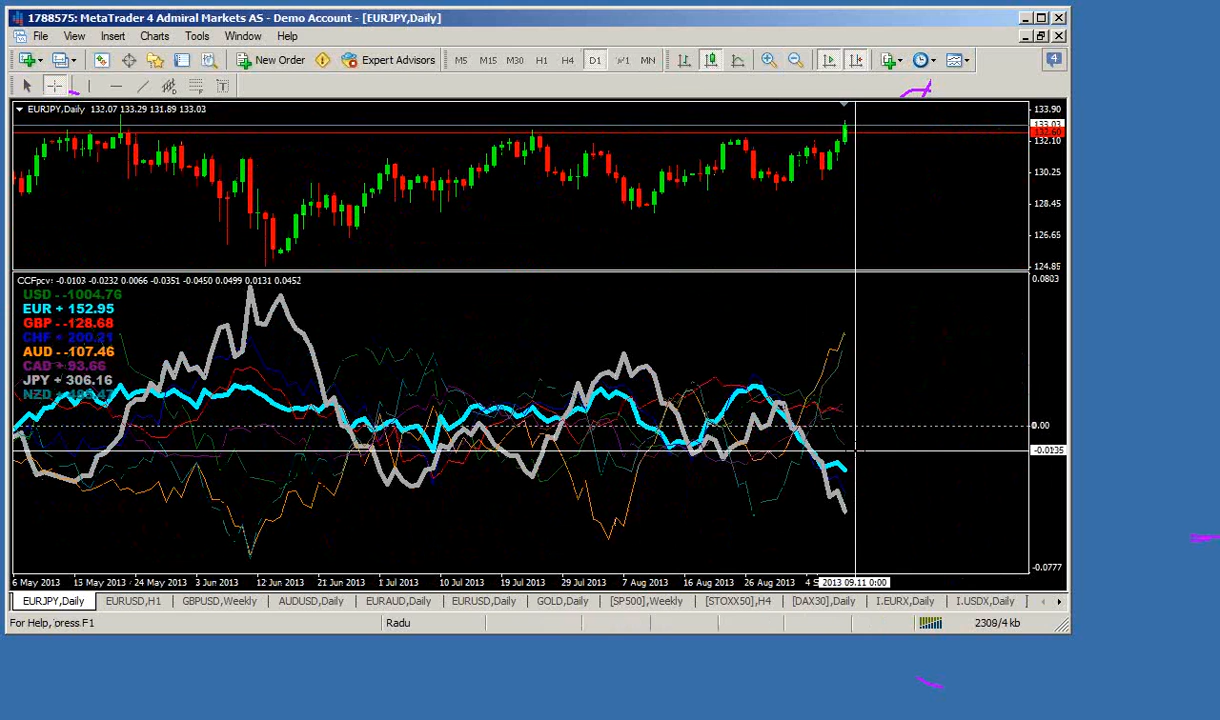 1788575: MetaTrader 4 Admiral Markets AS - Demo Account - [EURJPY,Daily]
File View Insert Charts Tools Window Help
New Order Expert Advisors M5 M15 M30 H1 H4 D1 W1 MN 4
EURJPY,Daily 132.07 133.29 131.89 133.03
133.90
133.03
132.60
132.10
130.25
128.45
126.65
124.85
CCFpcv: -0.0103 -0.0232 0.0066 -0.0351 -0.0450 0.0499 0.0131 0.0452
0.0803
USD - -1004.76
EUR + 152.95
GBP - -128.68
CHF + 200.21
AUD - -107.46
CAD + 93.66
JPY + 306.16
NZD
0.00
-0.0135
-0.0777
6 May 2013 15 May 2013 24 May 2013 3 Jun 2013 12 Jun 2013 21 Jun 2013 1 Jul 2013 10 Jul 2013 19 Jul 2013 29 Jul 2013 7 Aug 2013 16 Aug 2013 26 Aug 2013 4 S 2013.09.11 0:00
EURJPY,Daily EURUSD,H1 GBPUSD,Weekly AUDUSD,Daily EURAUD,Daily EURUSD,Daily GOLD,Daily [SP500],Weekly [STOXX50],H4 [DAX30],Daily I.EURX,Daily I.USDX,Daily
For Help, press F1 Radu 2309/4 kb